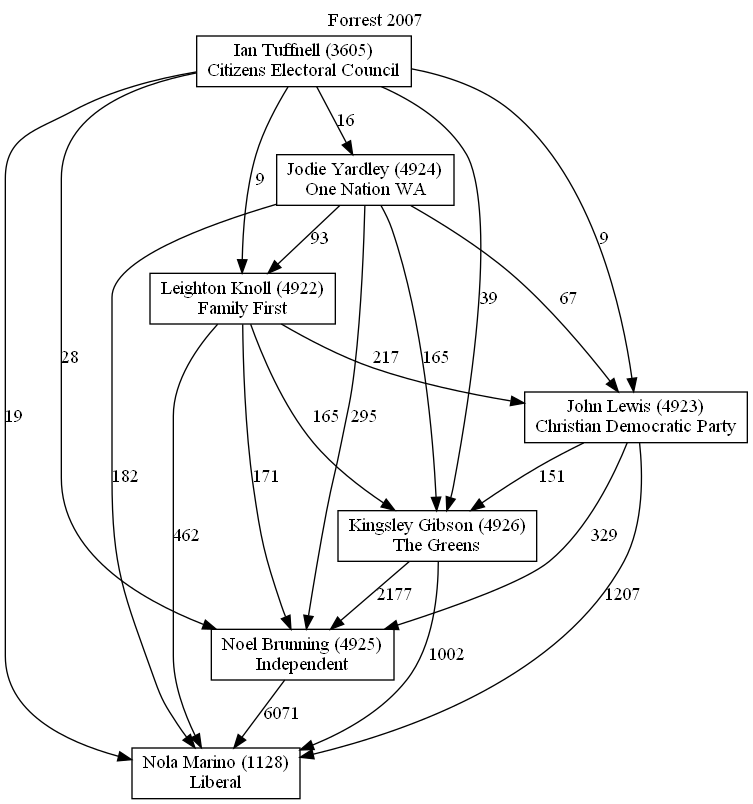 Forrest 2007
Ian Tuffnell (3605)
Citizens Electoral Council
16
Jodie Yardley (4924)
One Nation WA
9
93
9
Leighton Knoll (4922)
Family First
39
67
28
217
165
John Lewis (4923)
Christian Democratic Party
19
165
295
182
171
151
Kingsley Gibson (4926)
The Greens
462
329
2177
1207
Noel Brunning (4925)
Independent
1002
6071
Nola Marino (1128)
Liberal